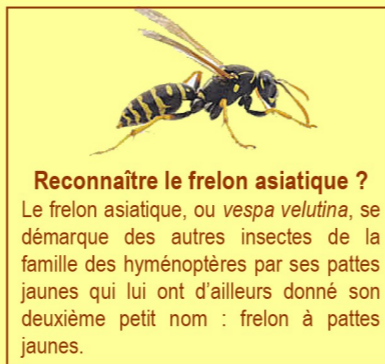 Reconnaître le frelon asiatique ?
Le frelon asiatique, ou vespa velutina, se
démarque des autres insectes de la
famille des hyménoptères par ses pattes
jaunes qui lui ont d'ailleurs donné son
deuxième petit nom : frelon à pattes
jaunes.